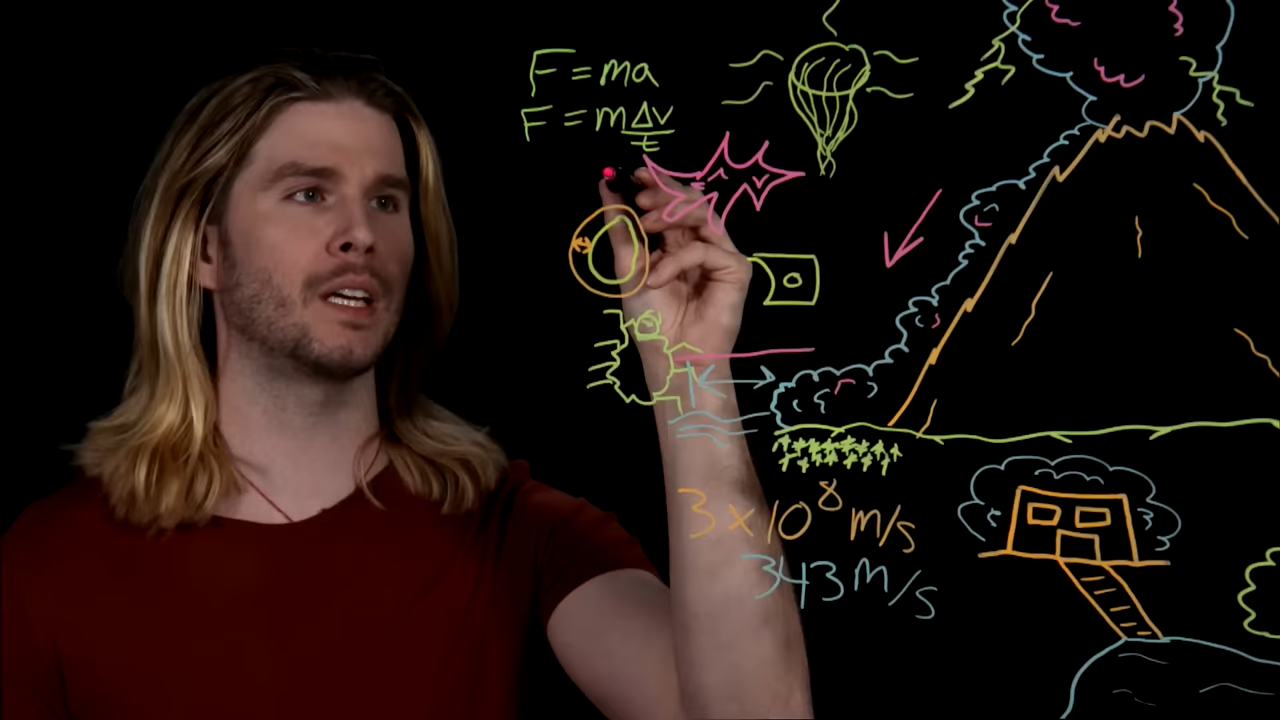 F = ma
F = mΔv/t
3 x 10⁸ m/s
343 m/s